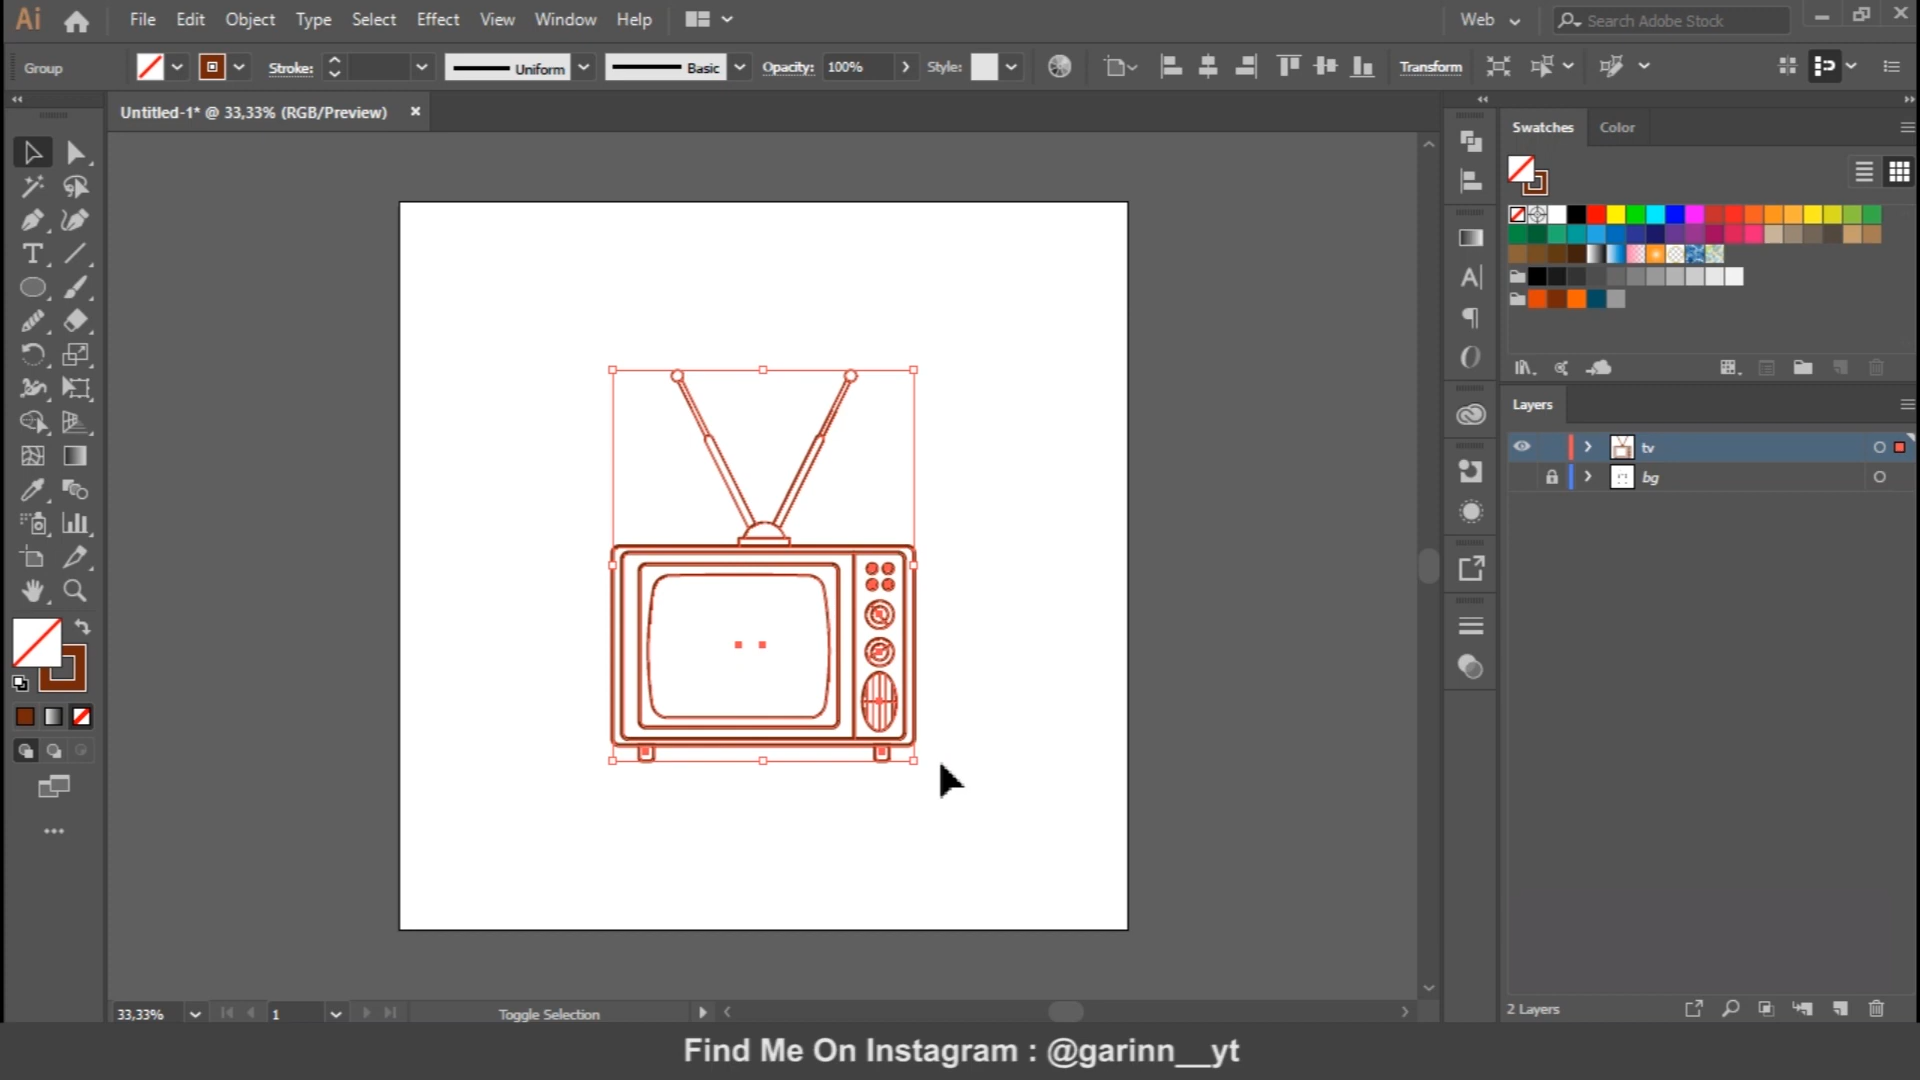 Ai File Edit Object Type Select Effect View Window Help Web Search Adobe Stock
Group Stroke: Uniform Basic Opacity: 100% Style: Transform
Untitled-1* @ 33,33% (RGB/Preview)
Swatches Color
Layers
tv
bg
33,33% 1 Toggle Selection
2 Layers
Find Me On Instagram : @garinn__yt